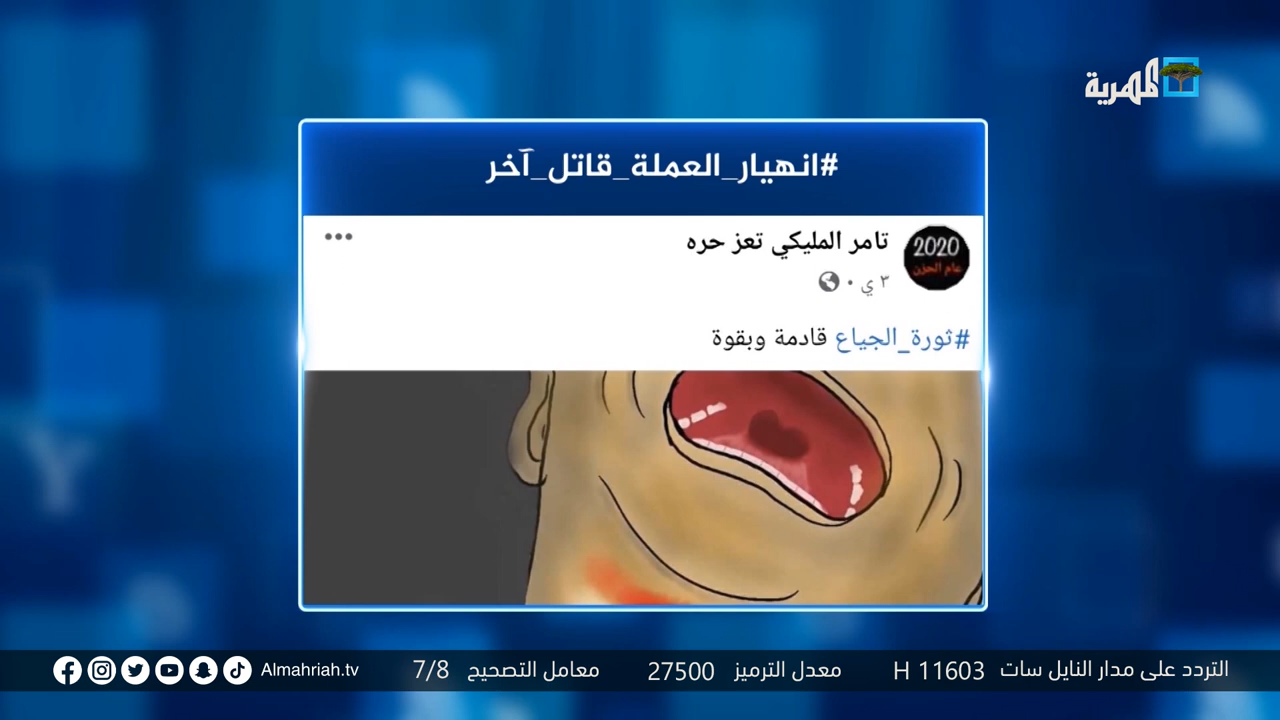 المهرية
#انهيار_العملة_قاتل_آخر
2020
عام الحزن
تامر المليكي تعز حره
٣ ي •
#ثورة_الجياع قادمة وبقوة
التردد على مدار النايل سات H 11603 معدل الترميز 27500 معامل التصحيح 7/8 Almahriah.tv